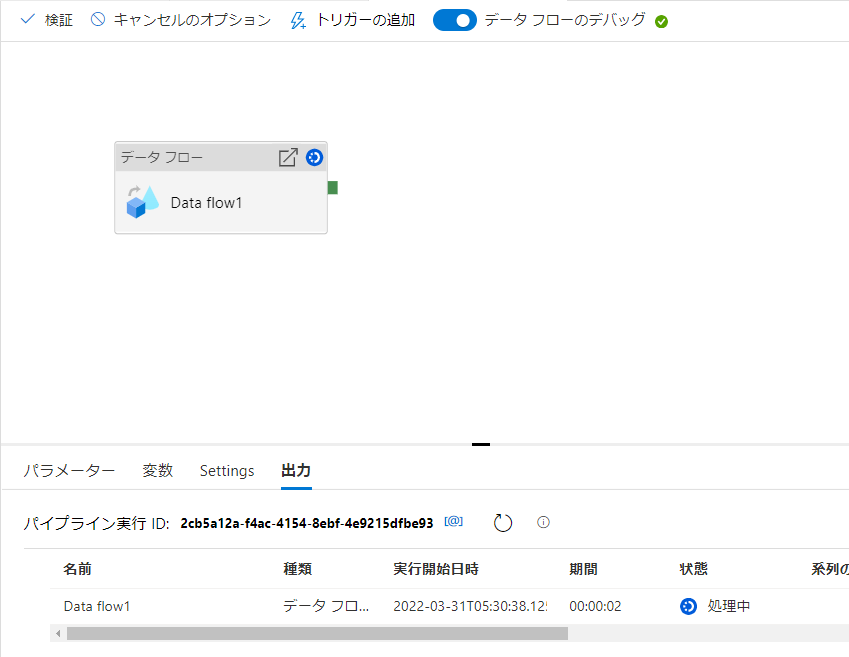 検証 キャンセルのオプション トリガーの追加 データ フローのデバッグ
データ フロー
Data flow1
パラメーター 変数 Settings 出力
パイプライン実行 ID: 2cb5a12a-f4ac-4154-8ebf-4e9215dfbe93 [@]
名前 種類 実行開始日時 期間 状態 系列の
Data flow1 データ フロ... 2022-03-31T05:30:38.125 00:00:02 処理中